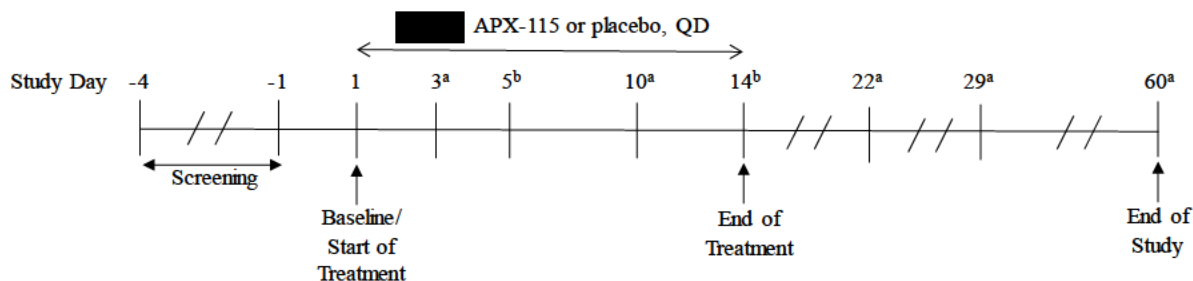 APX-115 or placebo, QD
Study Day -4 -1 1 3ᵃ 5ᵇ 10ᵃ 14ᵇ 22ᵃ 29ᵃ 60ᵃ
Screening
Baseline/
Start of
Treatment
End of
Treatment
End of
Study